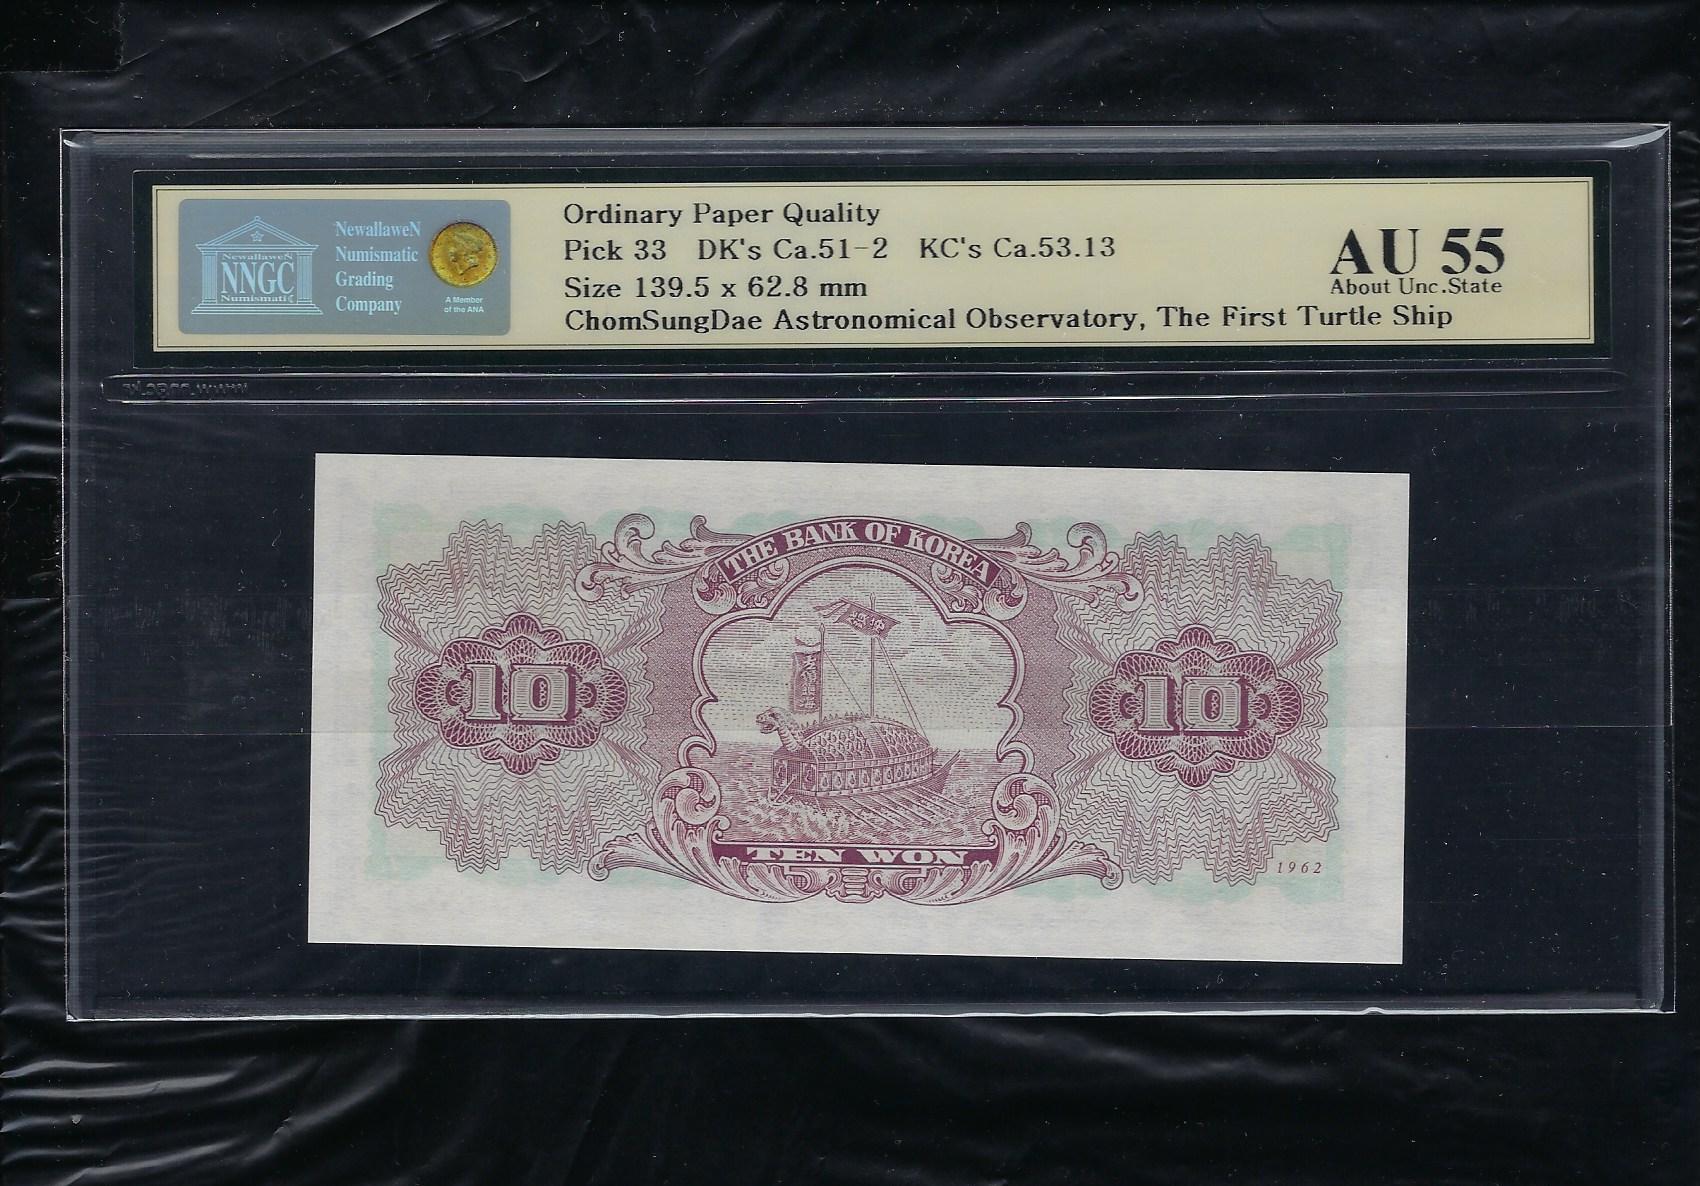 NewallaweN
NNGC
Numismatic
NewallaweN
Numismatic
Grading
Company
A Member
of the ANA
Ordinary Paper Quality
Pick 33 DK's Ca.51-2 KC's Ca.53.13
Size 139.5 x 62.8 mm
ChomSungDae Astronomical Observatory, The First Turtle Ship
AU 55
About Unc.State
THE BANK OF KOREA
10
10
TEN WON
1962